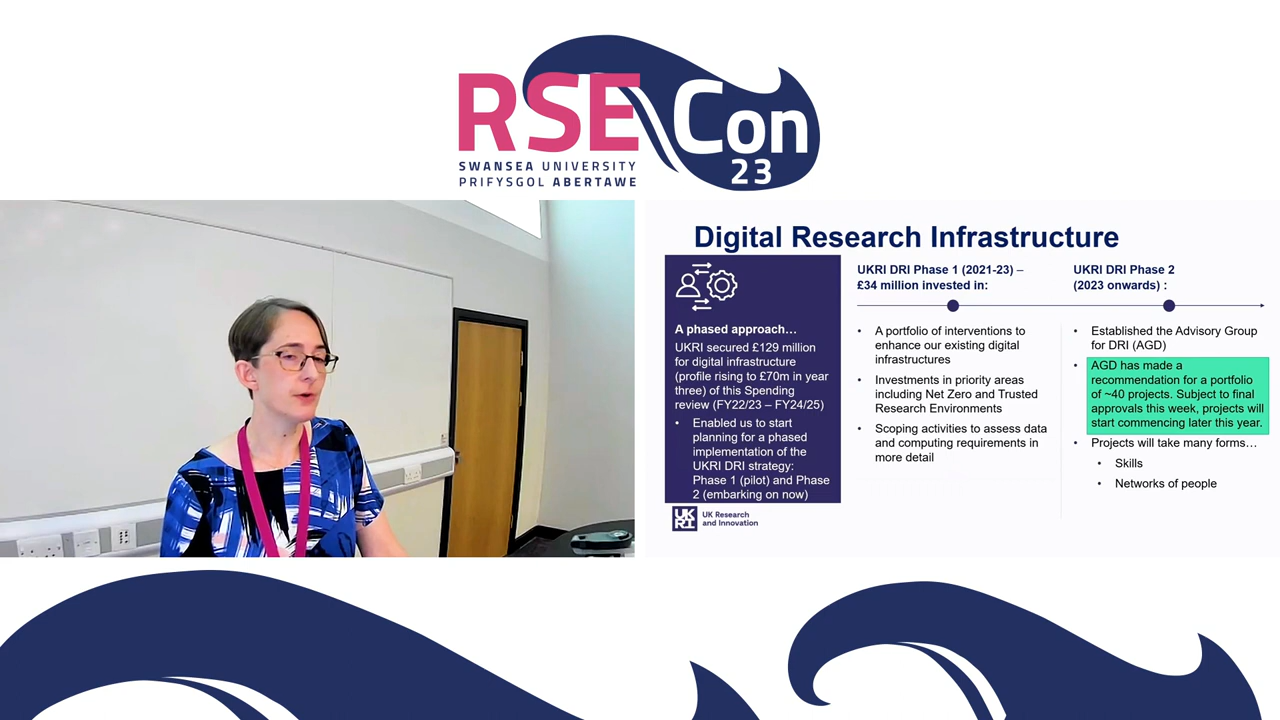 RSE Con
23
SWANSEA UNIVERSITY
PRIFYSGOL ABERTAWE
Digital Research Infrastructure
A phased approach…
UKRI secured £129 million
for digital infrastructure
(profile rising to £70m in year
three) of this Spending
review (FY22/23 – FY24/25)
• Enabled us to start
planning for a phased
implementation of the
UKRI DRI strategy:
Phase 1 (pilot) and Phase
2 (embarking on now)
UKRI DRI Phase 1 (2021-23) –
£34 million invested in:
• A portfolio of interventions to
enhance our existing digital
infrastructures
• Investments in priority areas
including Net Zero and Trusted
Research Environments
• Scoping activities to assess data
and computing requirements in
more detail
UKRI DRI Phase 2
(2023 onwards) :
• Established the Advisory Group
for DRI (AGD)
• AGD has made a
recommendation for a portfolio
of ~40 projects. Subject to final
approvals this week, projects will
start commencing later this year.
• Projects will take many forms…
• Skills
• Networks of people
UKRI
UK Research
and Innovation